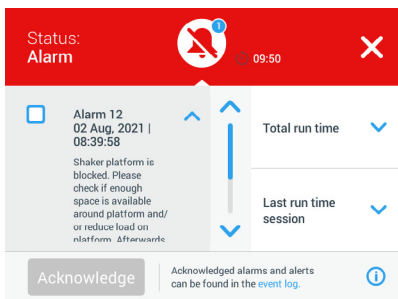 Status:
Alarm
1
09:50
Alarm 12
02 Aug, 2021 |
08:39:58
Shaker platform is
blocked. Please
check if enough
space is available
around platform and/
or reduce load on
platform. Afterwards
Total run time
Last run time
session
Acknowledge
Acknowledged alarms and alerts
can be found in the event log.